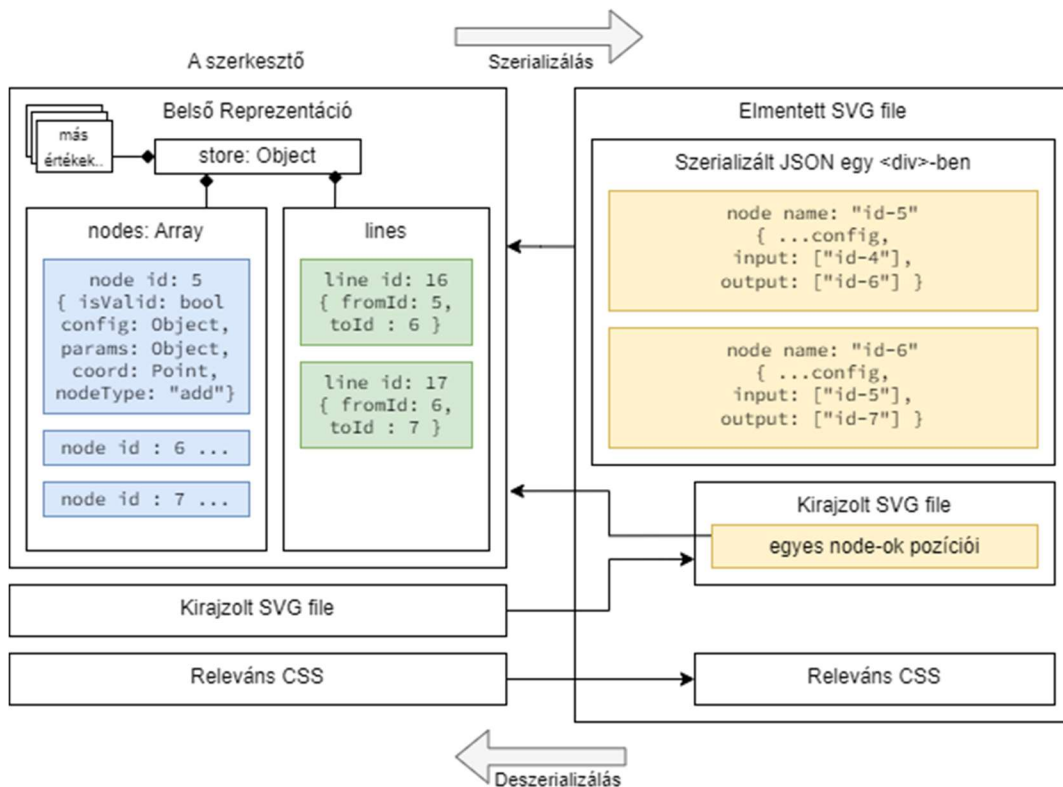 Szerializálás
A szerkesztő
Belső Reprezentáció
más
értékek..
store: Object
nodes: Array
node id: 5
{ isValid: bool
config: Object,
params: Object,
coord: Point,
nodeType: "add"}
node id : 6 ...
node id : 7 ...
lines
line id: 16
{ fromId: 5,
toId : 6 }
line id: 17
{ fromId: 6,
toId : 7 }
Kirajzolt SVG file
Releváns CSS
Elmentett SVG file
Szerializált JSON egy <div>-ben
node name: "id-5"
{ ...config,
input: ["id-4"],
output: ["id-6"] }
node name: "id-6"
{ ...config,
input: ["id-5"],
output: ["id-7"] }
Kirajzolt SVG file
egyes node-ok pozíciói
Releváns CSS
Deszerializálás